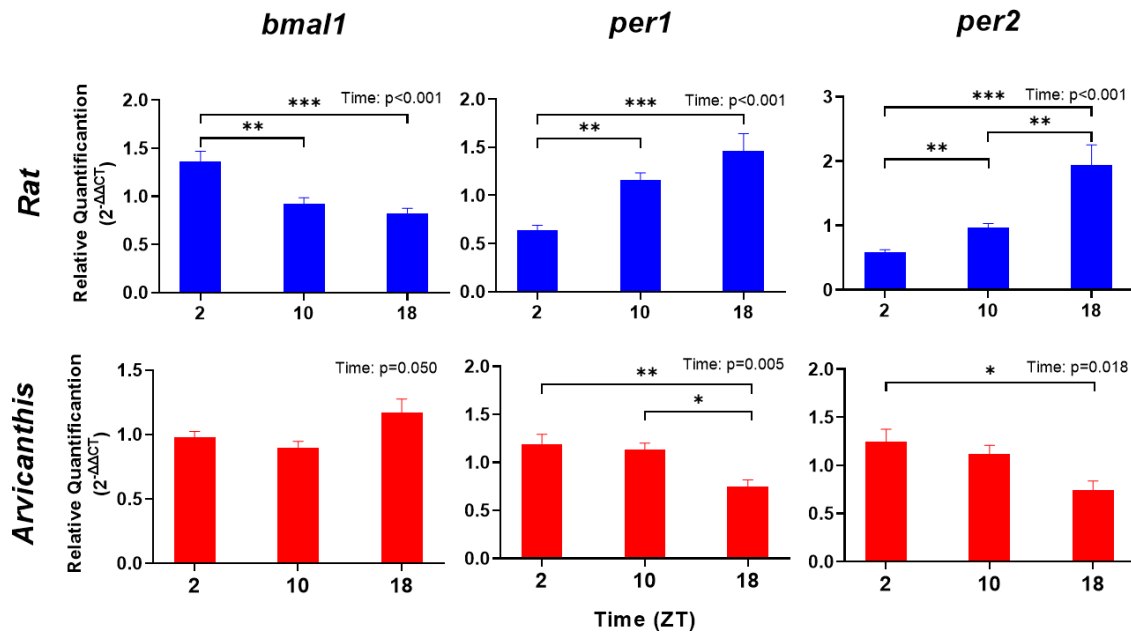 bmal1 per1 per2
Rat
Relative Quantificantion
(2^-ΔΔCT)
2.0
1.5
1.0
0.5
0.0
***
**
Time: p<0.001
2 10 18
2.0
1.5
1.0
0.5
0.0
***
**
Time: p<0.001
2 10 18
3
2
1
0
***
**
**
Time: p<0.001
2 10 18
Arvicanthis
Relative Quantificantion
(2^-ΔΔCT)
1.5
1.0
0.5
0.0
Time: p=0.050
2 10 18
2.0
1.5
1.0
0.5
0.0
**
*
Time: p=0.005
2 10 18
2.0
1.5
1.0
0.5
0.0
*
Time: p=0.018
2 10 18
Time (ZT)